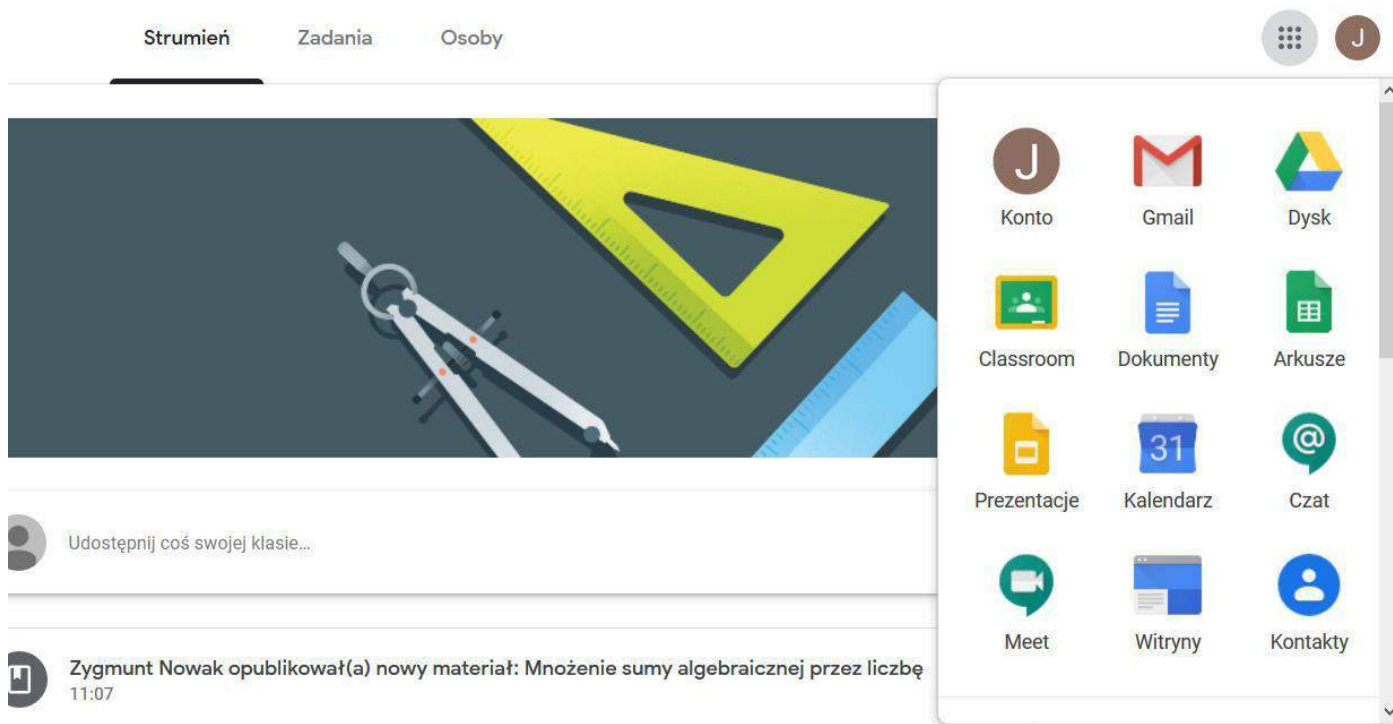 Strumień Zadania Osoby
J
J
Konto Gmail Dysk
Classroom Dokumenty Arkusze
31 @
Prezentacje Kalendarz Czat
Meet Witryny Kontakty
Udostępnij coś swojej klasie...
Zygmunt Nowak opublikował(a) nowy materiał: Mnożenie sumy algebraicznej przez liczbę
11:07